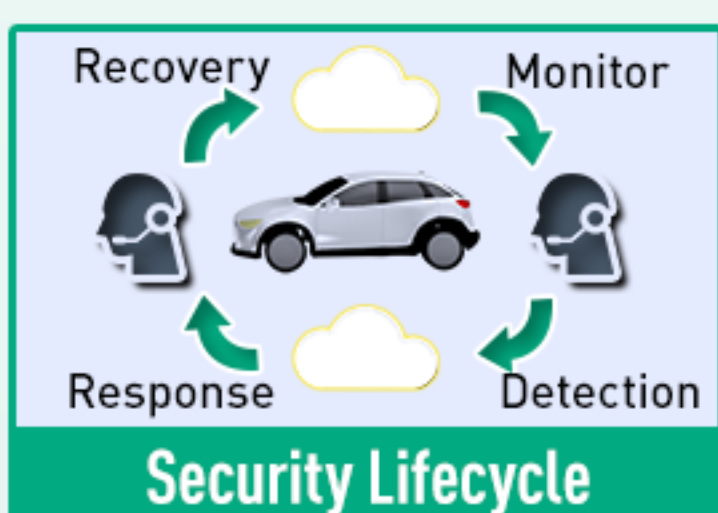 Recovery
Monitor
Response
Detection
Security Lifecycle